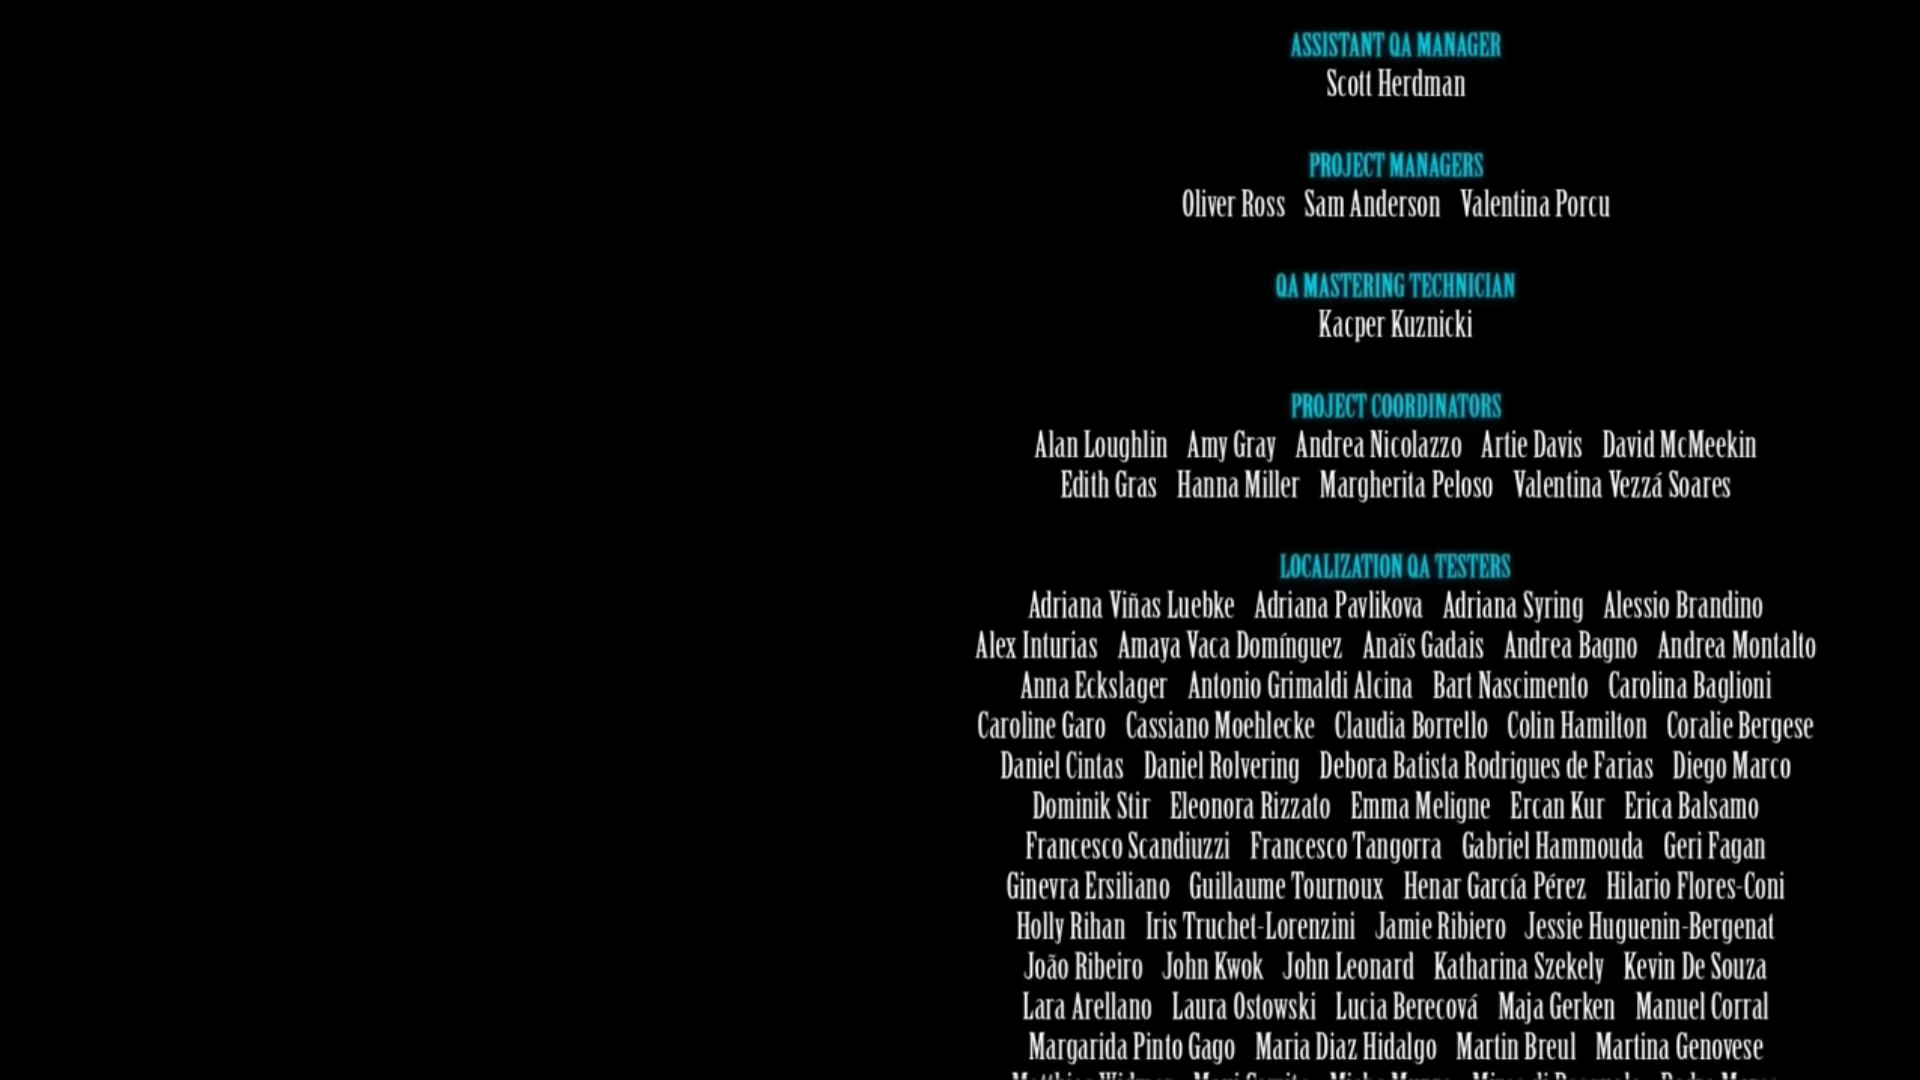 ASSISTANT QA MANAGER
Scott Herdman
PROJECT MANAGERS
Oliver Ross Sam Anderson Valentina Porcu
QA MASTERING TECHNICIAN
Kacper Kuznicki
PROJECT COORDINATORS
Alan Loughlin Amy Gray Andrea Nicolazzo Artie Davis David McMeekin
Edith Gras Hanna Miller Margherita Peloso Valentina Vezzá Soares
LOCALIZATION QA TESTERS
Adriana Viñas Luebke Adriana Pavlikova Adriana Syring Alessio Brandino
Alex Inturias Amaya Vaca Domínguez Anaïs Gadais Andrea Bagno Andrea Montalto
Anna Eckslager Antonio Grimaldi Alcina Bart Nascimento Carolina Baglioni
Caroline Garo Cassiano Moehlecke Claudia Borrello Colin Hamilton Coralie Bergese
Daniel Cintas Daniel Rolvering Debora Batista Rodrigues de Farias Diego Marco
Dominik Stir Eleonora Rizzato Emma Meligne Ercan Kur Erica Balsamo
Francesco Scandiuzzi Francesco Tangorra Gabriel Hammouda Geri Fagan
Ginevra Ersiliano Guillaume Tournoux Henar García Pérez Hilario Flores-Coni
Holly Rihan Iris Truchet-Lorenzini Jamie Ribiero Jessie Huguenin-Bergenat
João Ribeiro John Kwok John Leonard Katharina Szekely Kevin De Souza
Lara Arellano Laura Ostowski Lucia Berecová Maja Gerken Manuel Corral
Margarida Pinto Gago Maria Diaz Hidalgo Martin Breul Martina Genovese